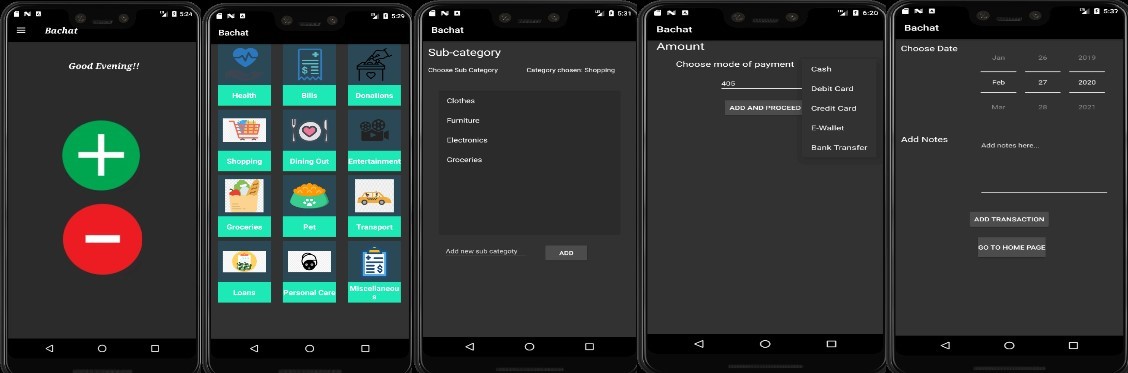 5:24
Bachat
Good Evening!!
5:29
Bachat
Health
Bills
Donations
Shopping
Dining Out
Entertainment
Groceries
Pet
Transport
Loans
Personal Care
Miscellaneou
s
5:31
Bachat
Sub-category
Choose Sub Category
Category chosen: Shopping
Clothes
Furniture
Electronics
Groceries
Add new sub category
ADD
6:20
Bachat
Amount
Choose mode of payment
405
ADD AND PROCEED
Cash
Debit Card
Credit Card
E-Wallet
Bank Transfer
5:37
Bachat
Choose Date
Jan 26 2019
Feb 27 2020
Mar 28 2021
Add Notes
Add notes here...
ADD TRANSACTION
GO TO HOME PAGE